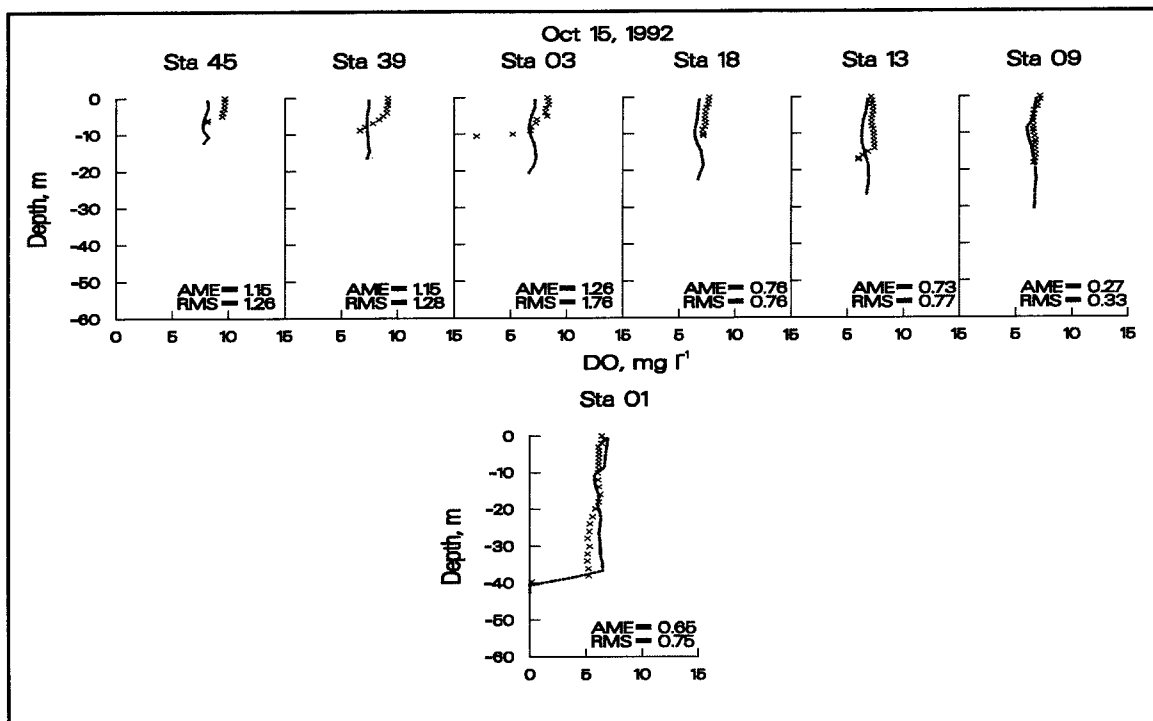 Oct 15, 1992
Sta 45 Sta 39 Sta 03 Sta 18 Sta 13 Sta 09
Depth, m
0
-10
-20
-30
-40
-50
-60
AME= 1.15
RMS= 1.26
AME= 1.15
RMS= 1.28
AME= 1.26
RMS= 1.76
AME= 0.76
RMS= 0.76
AME= 0.73
RMS= 0.77
AME= 0.27
RMS= 0.33
0 5 10 15 5 10 15 5 10 15 5 10 15 5 10 15 5 10 15
DO, mg l¹
Sta 01
Depth, m
0
-10
-20
-30
-40
-50
-60
AME= 0.65
RMS= 0.75
0 5 10 15